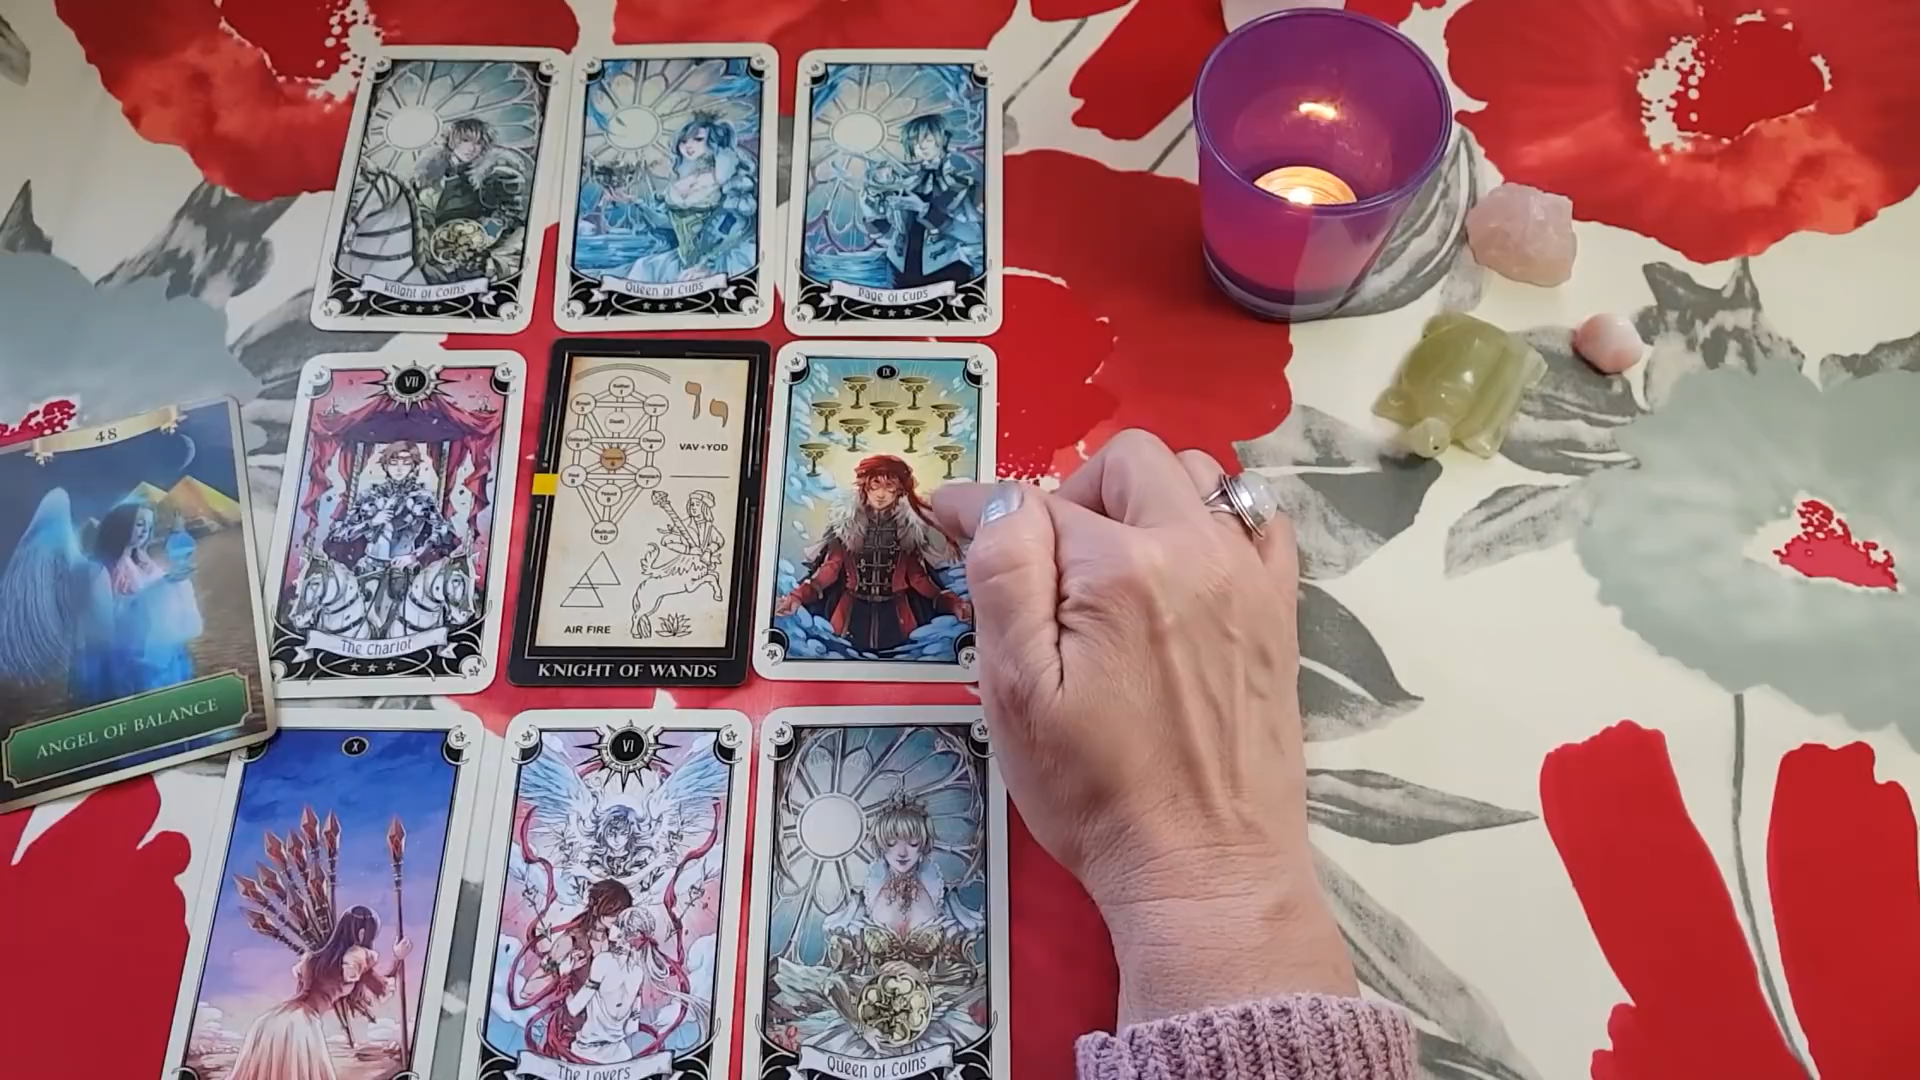 Knight of Coins
Queen of Cups
Page of Cups
VII
The Chariot
VAV+YOD
AIR FIRE
KNIGHT OF WANDS
IX
48
ANGEL OF BALANCE
X
VI
The Lovers
Queen of Coins